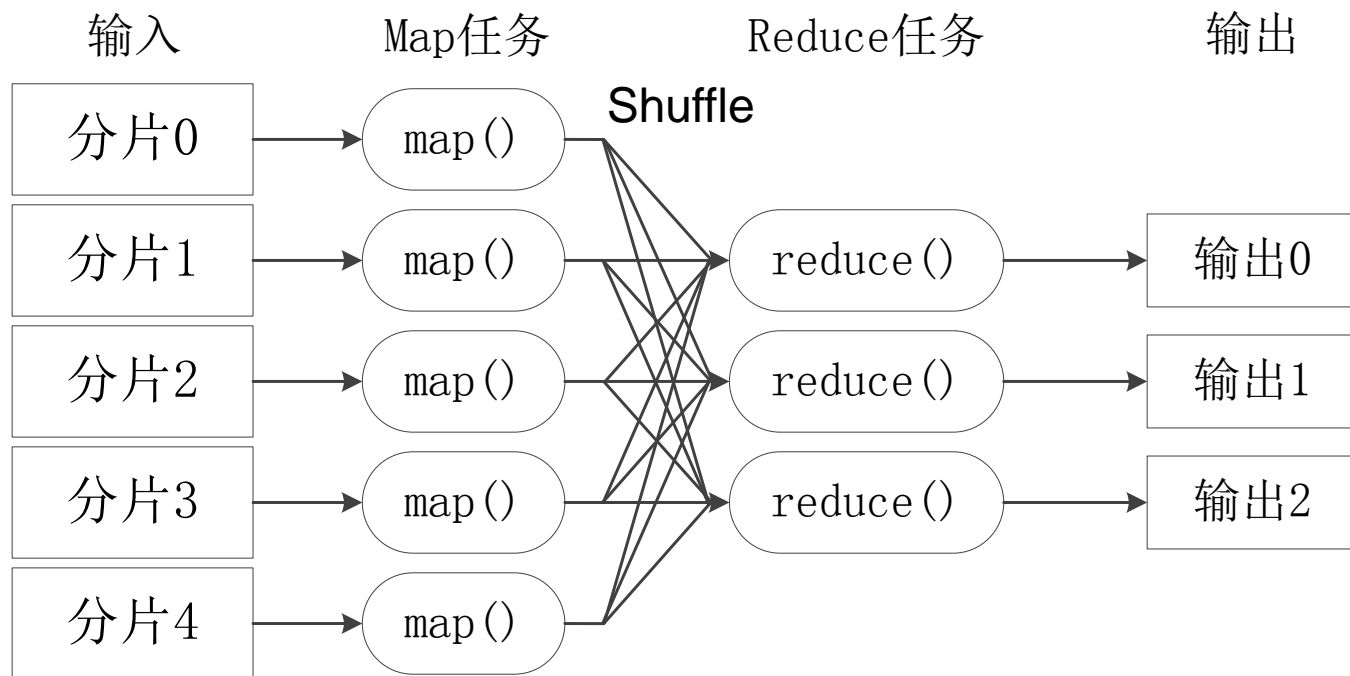 输入 Map任务 Reduce任务 输出
Shuffle
分片0 map()
分片1 map() reduce() 输出0
分片2 map() reduce() 输出1
分片3 map() reduce() 输出2
分片4 map()